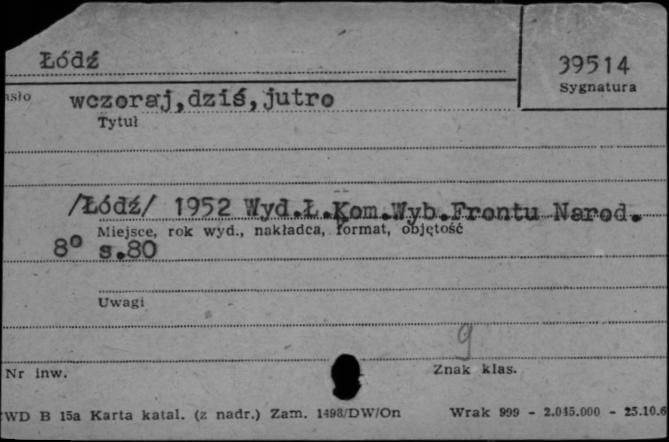 Łódź
39514
Sygnatura
wczoraj,dziś,jutro
Tytuł
/Łódź/ 1952 Wyd.Ł.Kom.Wyb.Frontu Narod.
Miejsce, rok wyd., nakładca, format, objętość
8° s.80
Uwagi
9
Nr inw.
Znak klas.
WD B 15a Karta katal. (z nadr.) Zam. 1498/DW/On Wrak 999 - 2.045.000 - 25.10.6